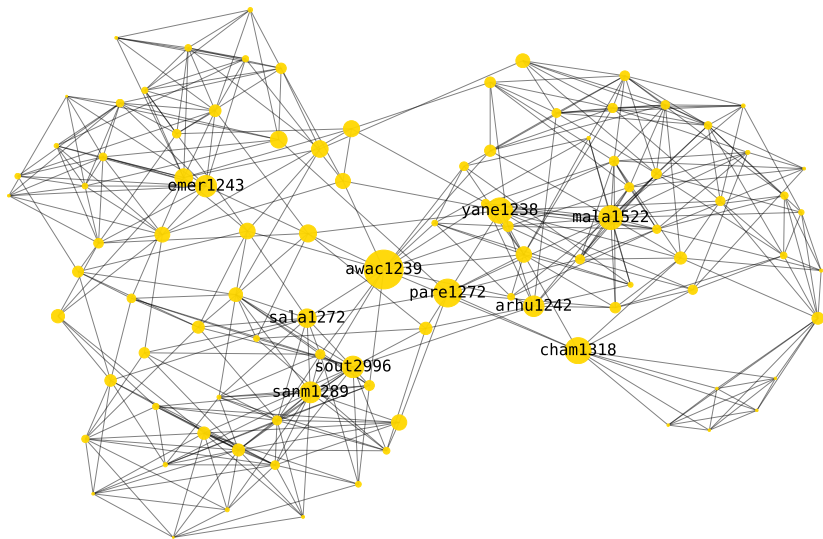 emer1243
yane1238
mala1522
awac1239
pare1272
arhu1242
sala1272
cham1318
sout2996
sanm1289